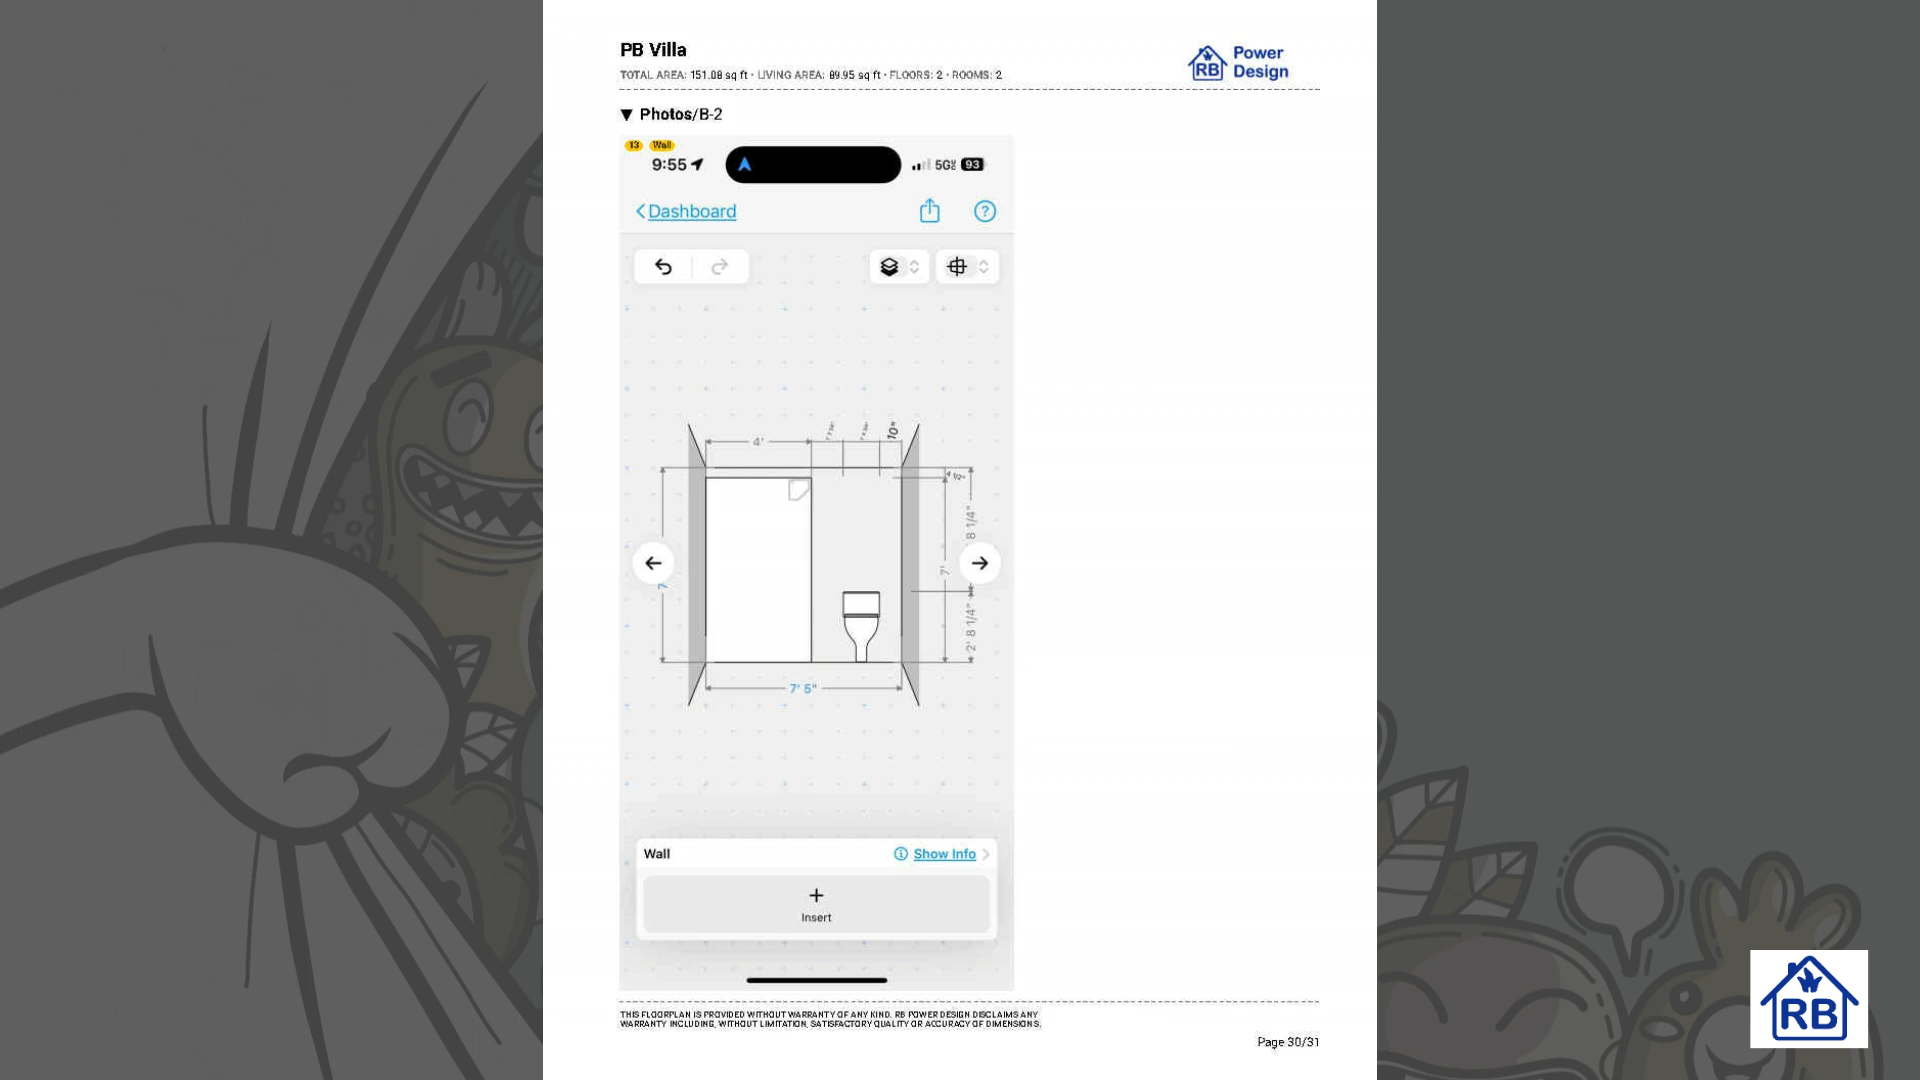 PB Villa
TOTAL AREA: 151.08 sq ft · LIVING AREA: 89.95 sq ft · FLOORS: 2 · ROOMS: 2
RB Power Design
▼ Photos/B-2
13 Wall
9:55 5G 93
Dashboard
?
4'
10"
4 1/2"
8 1/4"
7'
7
2' 8 1/4"
7' 5"
Wall Show Info
+
Insert
THIS FLOORPLAN IS PROVIDED WITHOUT WARRANTY OF ANY KIND. RB POWER DESIGN DISCLAIMS ANY
WARRANTY INCLUDING, WITHOUT LIMITATION, SATISFACTORY QUALITY OR ACCURACY OF DIMENSIONS.
Page 30/31
RB